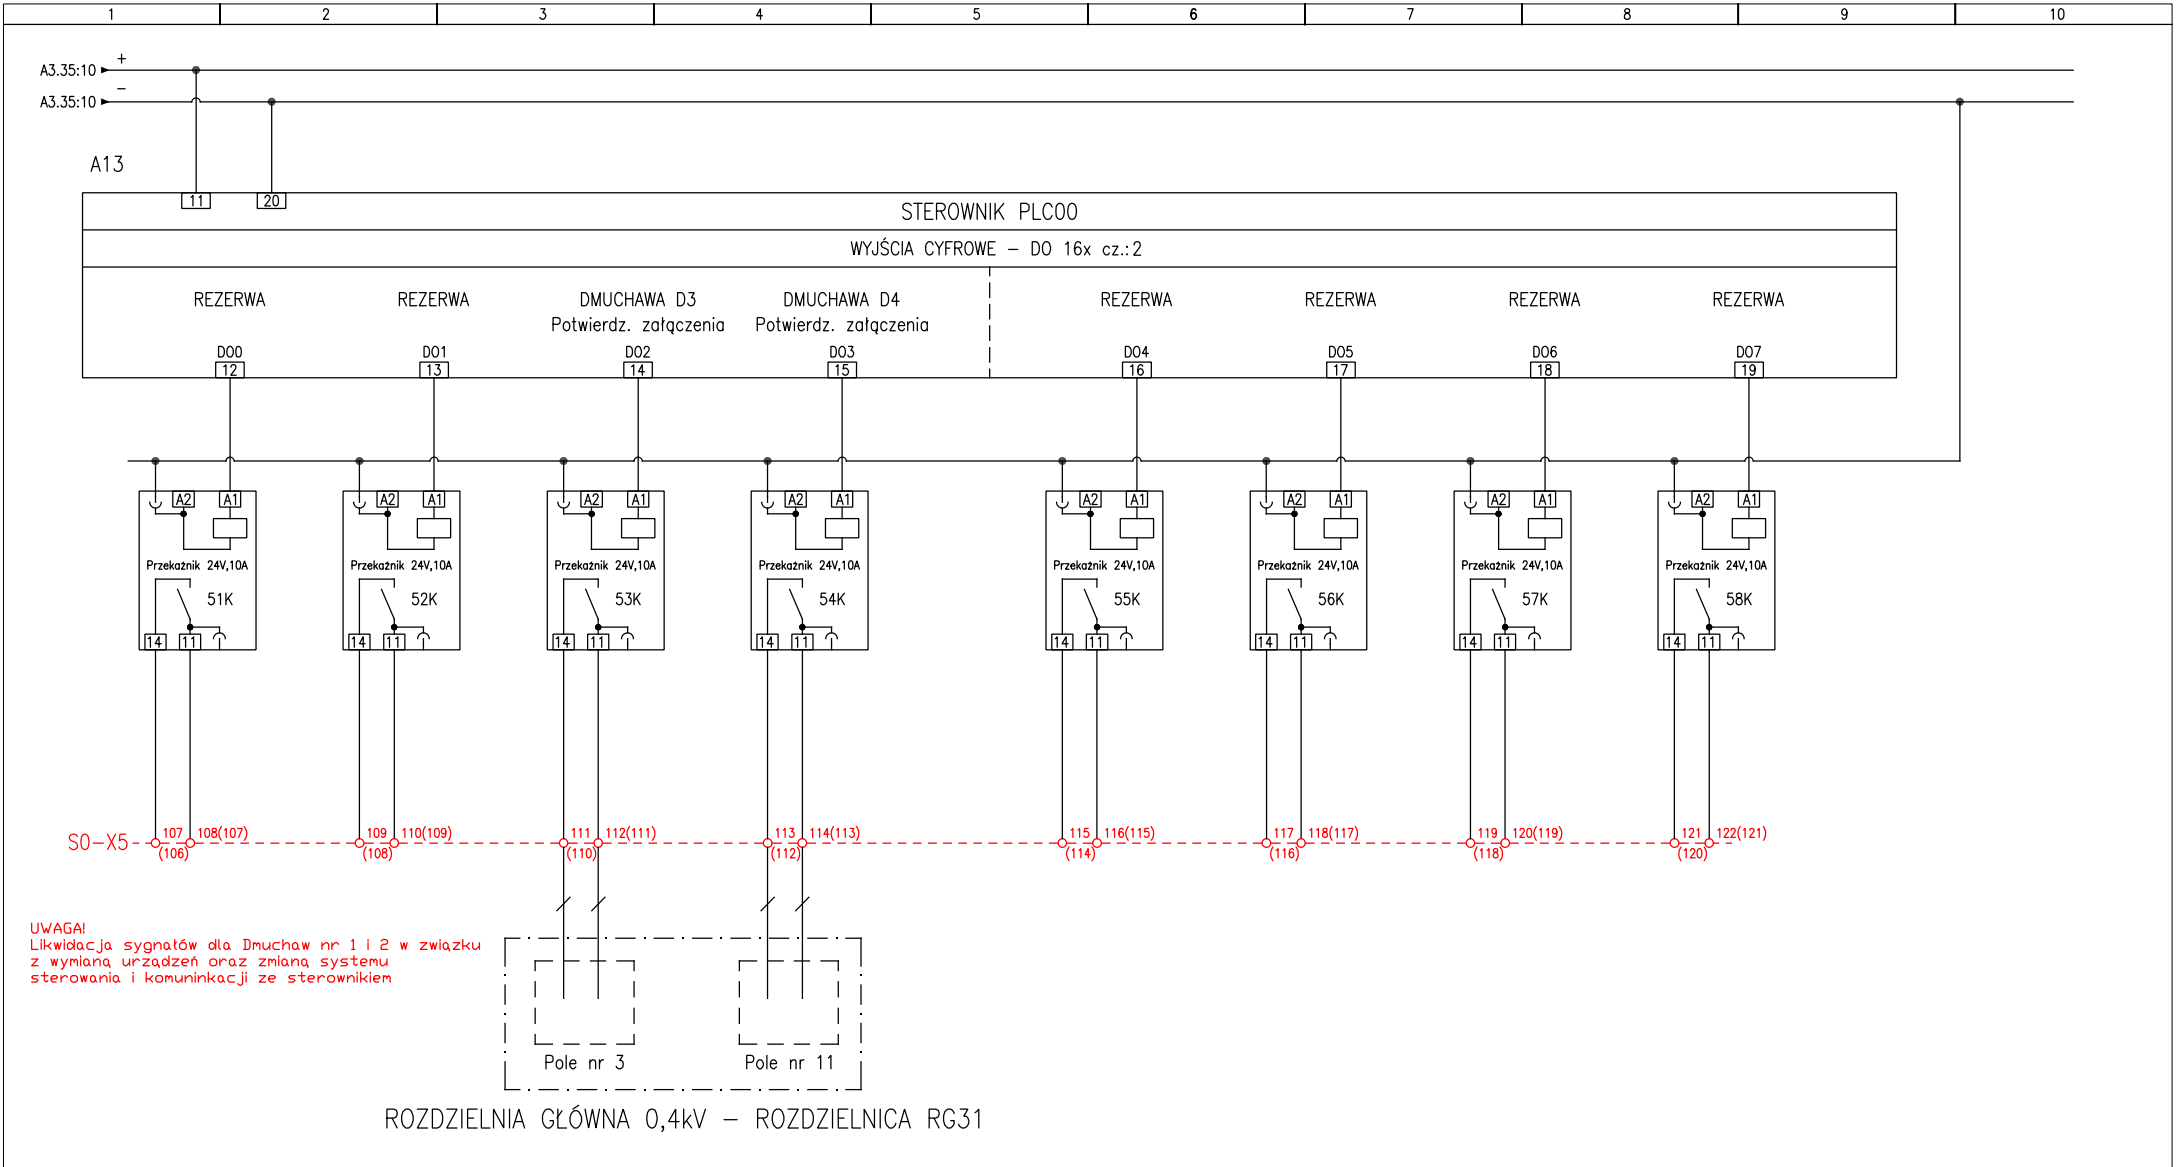 1 2 3 4 5 6 7 8 9 10
+
A3.35:10
−
A3.35:10
A13
11 20
STEROWNIK PLC00
WYJŚCIA CYFROWE − DO 16x cz.:2
REZERWA REZERWA DMUCHAWA D3 DMUCHAWA D4 REZERWA REZERWA REZERWA REZERWA
Potwierdz. załączenia Potwierdz. załączenia
DO0 DO1 DO2 DO3 DO4 DO5 DO6 DO7
12 13 14 15 16 17 18 19
A2 A1 A2 A1 A2 A1 A2 A1 A2 A1 A2 A1 A2 A1 A2 A1
Przekaźnik 24V,10A Przekaźnik 24V,10A Przekaźnik 24V,10A Przekaźnik 24V,10A Przekaźnik 24V,10A Przekaźnik 24V,10A Przekaźnik 24V,10A Przekaźnik 24V,10A
51K 52K 53K 54K 55K 56K 57K 58K
14 11 14 11 14 11 14 11 14 11 14 11 14 11 14 11
107 108(107) 109 110(109) 111 112(111) 113 114(113) 115 116(115) 117 118(117) 119 120(119) 121 122(121)
S0−X5
(106) (108) (110) (112) (114) (116) (118) (120)
UWAGA!
Likwidacja sygnałów dla Dmuchaw nr 1 i 2 w związku
z wymianą urządzeń oraz zmianą systemu
sterowania i komuninkacji ze sterownikiem
Pole nr 3 Pole nr 11
ROZDZIELNIA GŁÓWNA 0,4kV − ROZDZIELNICA RG31